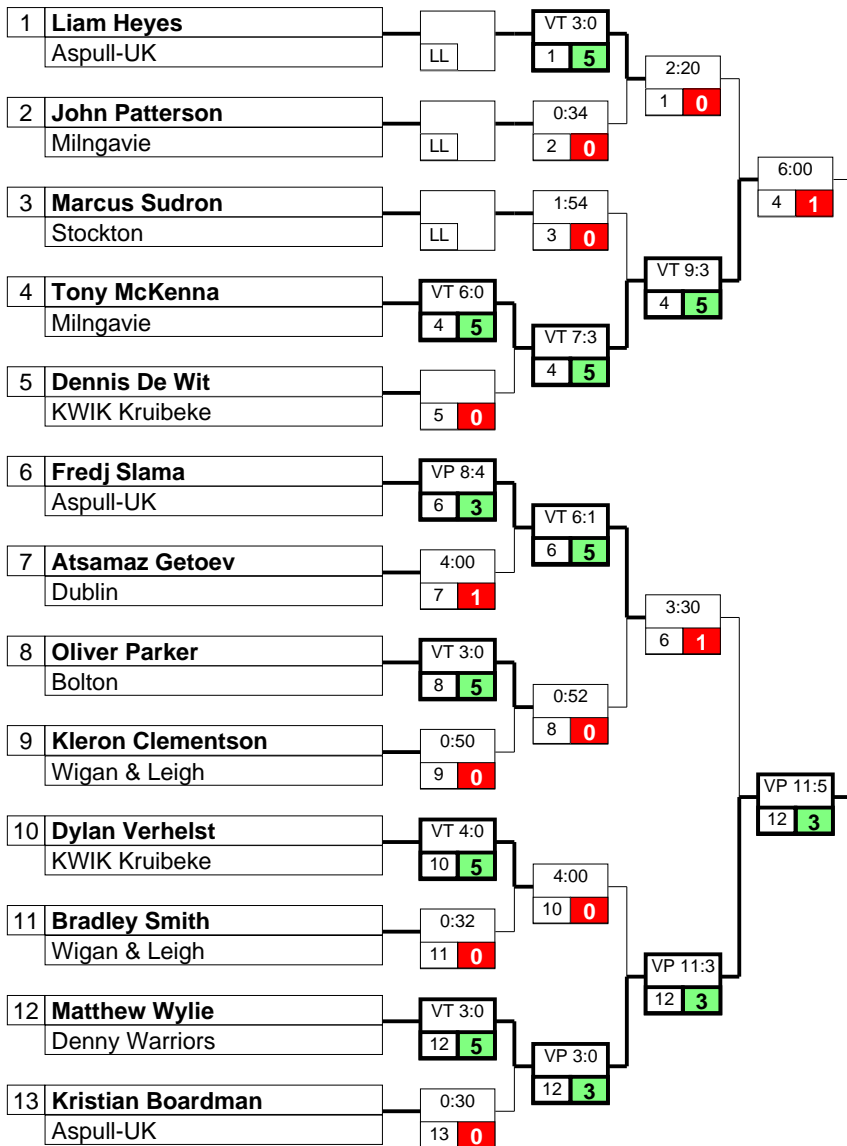 1 Liam Heyes
Aspull-UK
LL
VT 3:0
1 5
2:20
1 0
2 John Patterson
Milngavie
LL
0:34
2 0
6:00
4 1
3 Marcus Sudron
Stockton
LL
1:54
3 0
VT 9:3
4 5
4 Tony McKenna
Milngavie
VT 6:0
4 5
VT 7:3
4 5
5 Dennis De Wit
KWIK Kruibeke
5 0
6 Fredj Slama
Aspull-UK
VP 8:4
6 3
VT 6:1
6 5
7 Atsamaz Getoev
Dublin
4:00
7 1
3:30
6 1
8 Oliver Parker
Bolton
VT 3:0
8 5
0:52
8 0
9 Kleron Clementson
Wigan & Leigh
0:50
9 0
VP 11:5
12 3
10 Dylan Verhelst
KWIK Kruibeke
VT 4:0
10 5
4:00
10 0
11 Bradley Smith
Wigan & Leigh
0:32
11 0
VP 11:3
12 3
12 Matthew Wylie
Denny Warriors
VT 3:0
12 5
VP 3:0
12 3
13 Kristian Boardman
Aspull-UK
0:30
13 0